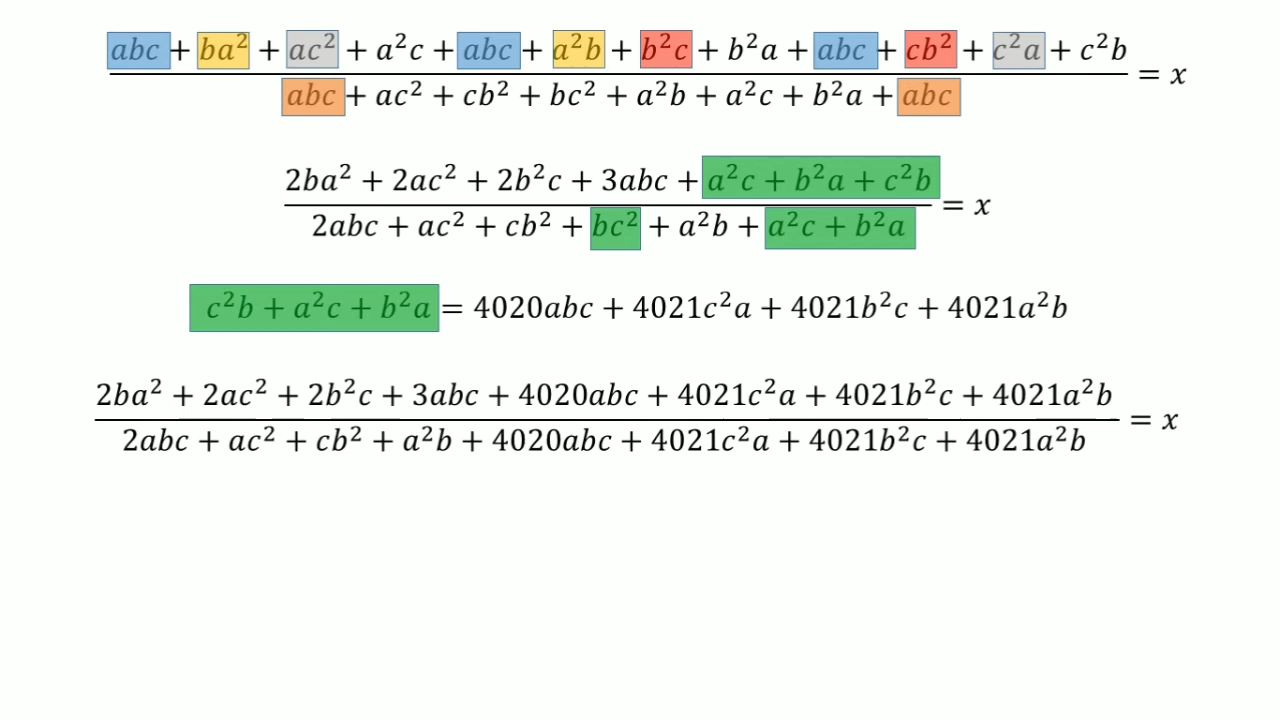 abc + ba² + ac² + a²c + abc + a²b + b²c + b²a + abc + cb² + c²a + c²b
= x
abc + ac² + cb² + bc² + a²b + a²c + b²a + abc
2ba² + 2ac² + 2b²c + 3abc + a²c + b²a + c²b
= x
2abc + ac² + cb² + bc² + a²b + a²c + b²a
c²b + a²c + b²a = 4020abc + 4021c²a + 4021b²c + 4021a²b
2ba² + 2ac² + 2b²c + 3abc + 4020abc + 4021c²a + 4021b²c + 4021a²b
= x
2abc + ac² + cb² + a²b + 4020abc + 4021c²a + 4021b²c + 4021a²b